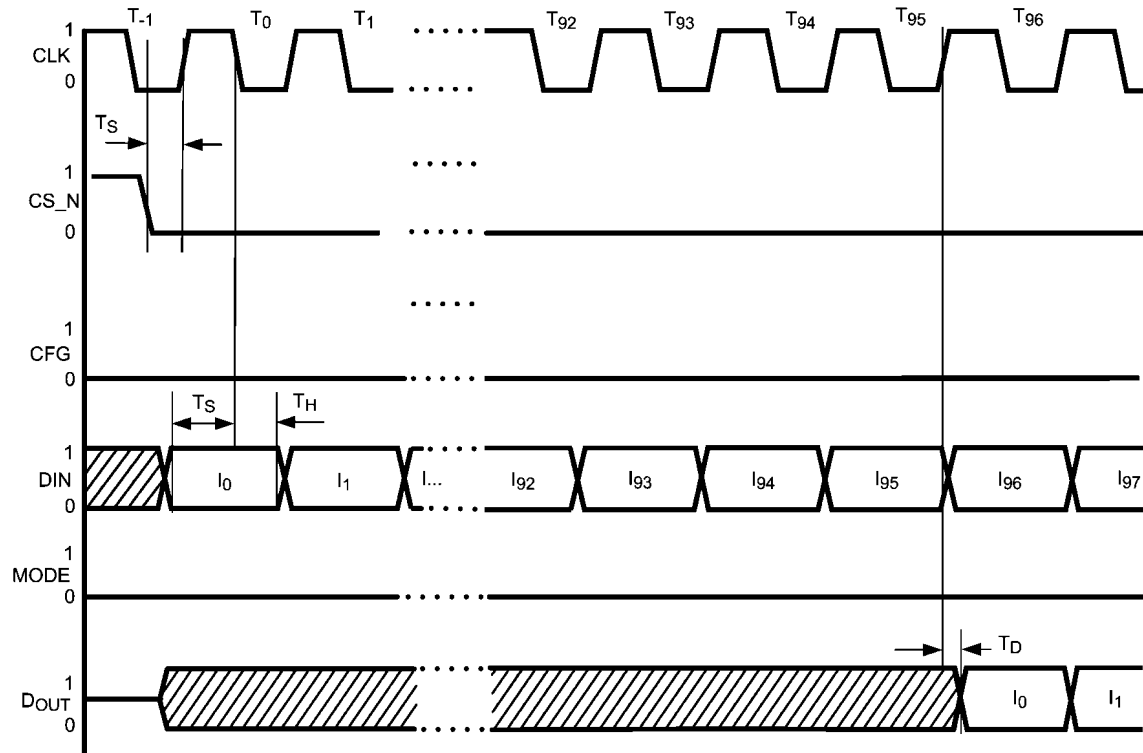 T-1 T0 T1 T92 T93 T94 T95 T96
1
CLK
0
TS
1
CS_N
0
1
CFG
0
TS TH
1
DIN I0 I1 I... I92 I93 I94 I95 I96 I97
0
1
MODE
0
TD
1
DOUT I0 I1
0